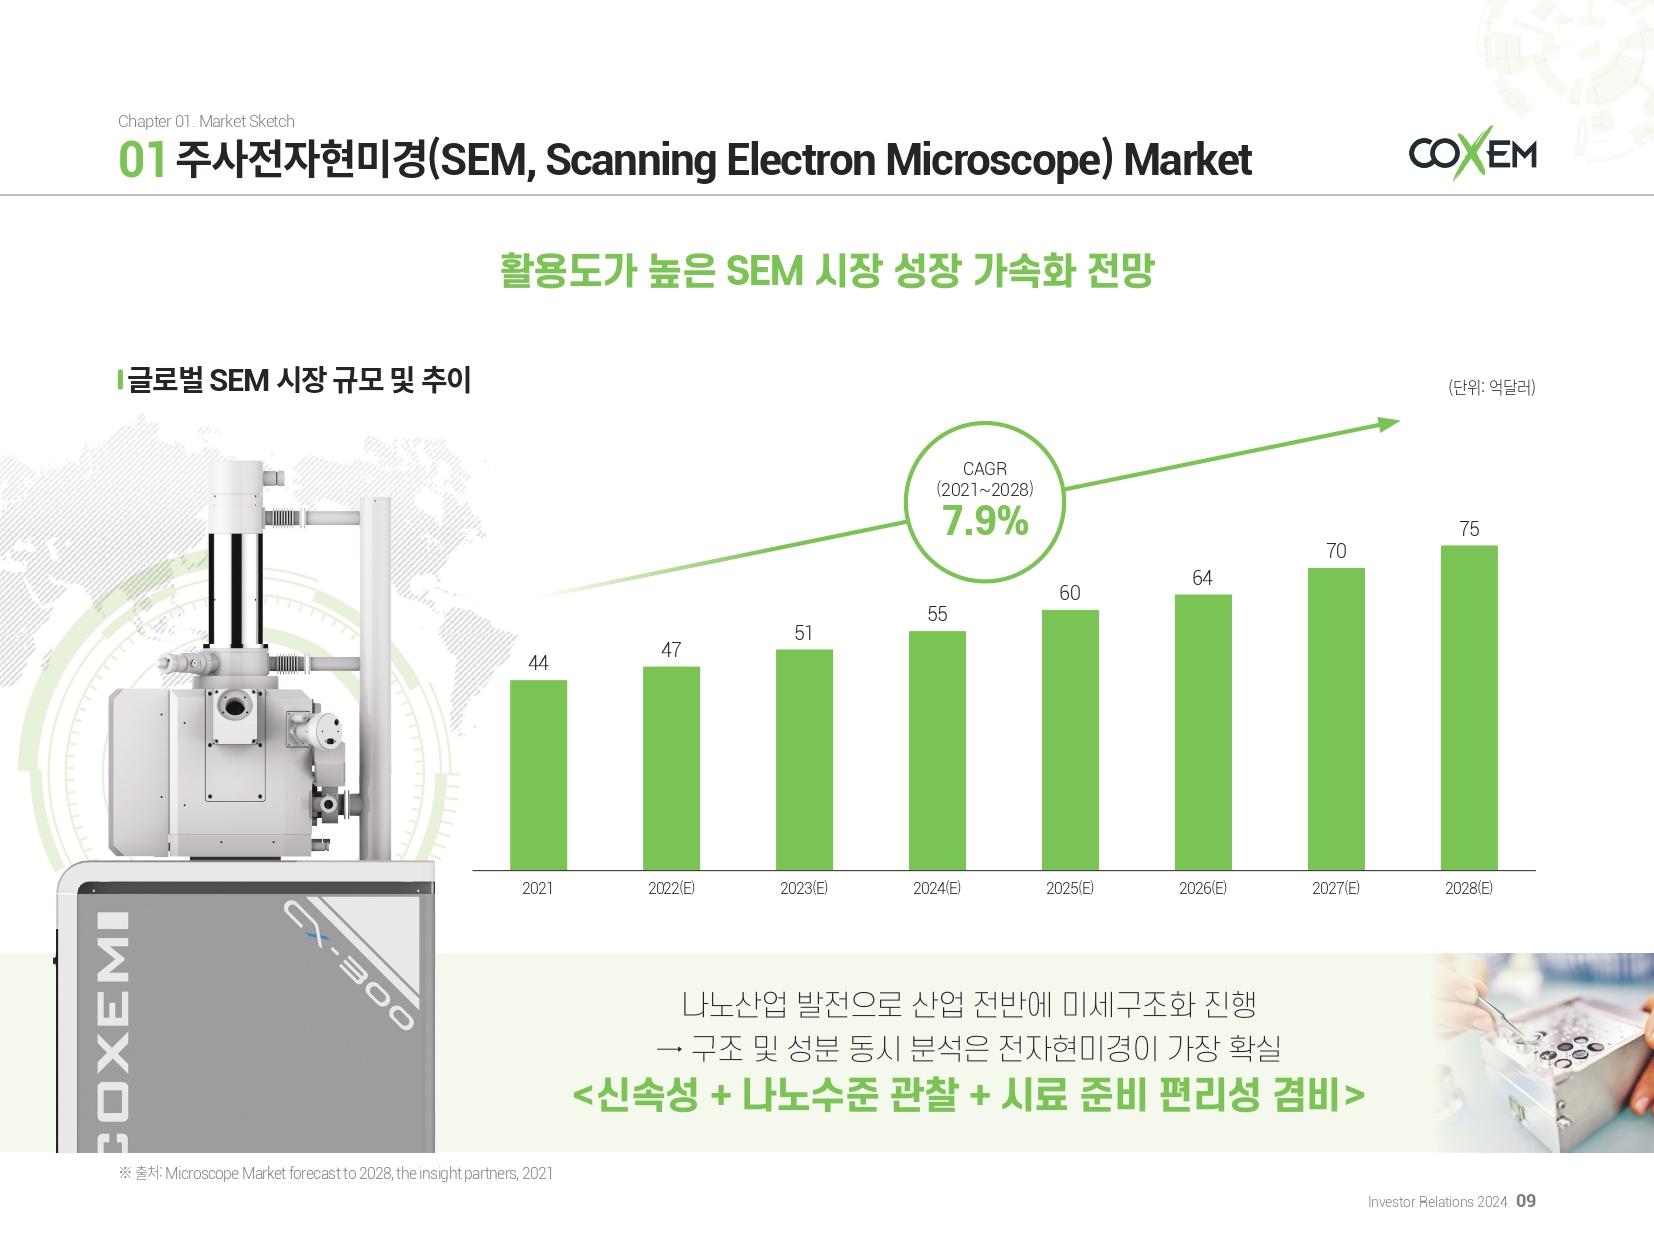 Chapter 01. Market Sketch
01 주사전자현미경(SEM, Scanning Electron Microscope) Market
COXEM
활용도가 높은 SEM 시장 성장 가속화 전망
글로벌 SEM 시장 규모 및 추이
(단위: 억달러)
CAGR
(2021~2028)
7.9%
44
47
51
55
60
64
70
75
2021
2022(E)
2023(E)
2024(E)
2025(E)
2026(E)
2027(E)
2028(E)
COXEM
CX-300
나노산업 발전으로 산업 전반에 미세구조화 진행
→ 구조 및 성분 동시 분석은 전자현미경이 가장 확실
<신속성 + 나노수준 관찰 + 시료 준비 편리성 겸비>
※ 출처: Microscope Market forecast to 2028, the insight partners, 2021
Investor Relations 2024 09